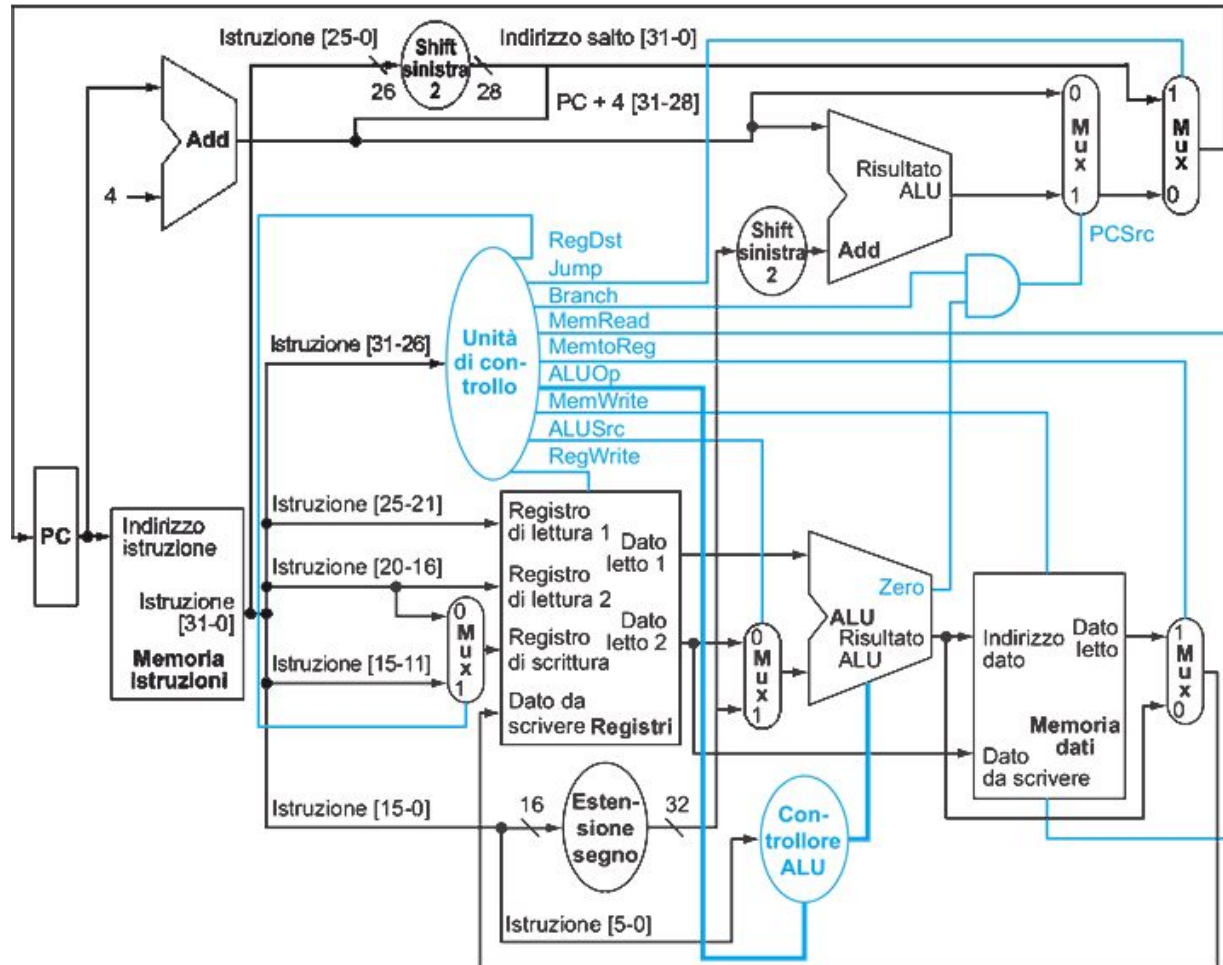 Istruzione [25-0]
Shift
sinistra
2
26
28
Indirizzo salto [31-0]
PC + 4 [31-28]
Add
4
0
Mux
1
1
Mux
0
Risultato
ALU
Add
Shift
sinistra
2
PCSrc
RegDst
Jump
Branch
MemRead
MemtoReg
ALUOp
MemWrite
ALUSrc
RegWrite
Unità
di con-
trollo
Istruzione [31-26]
PC
Indirizzo
istruzione
Istruzione
[31-0]
Memoria
istruzioni
Istruzione [25-21]
Istruzione [20-16]
Istruzione [15-11]
0
Mux
1
Registro
di lettura 1
Registro
di lettura 2
Registro
di scrittura
Dato da
scrivere
Registri
Dato
letto 1
Dato
letto 2
0
Mux
1
Zero
ALU
Risultato
ALU
Indirizzo
dato
Dato
letto
Memoria
dati
Dato
da scrivere
1
Mux
0
Istruzione [15-0]
16
Esten-
sione
segno
32
Con-
trollore
ALU
Istruzione [5-0]